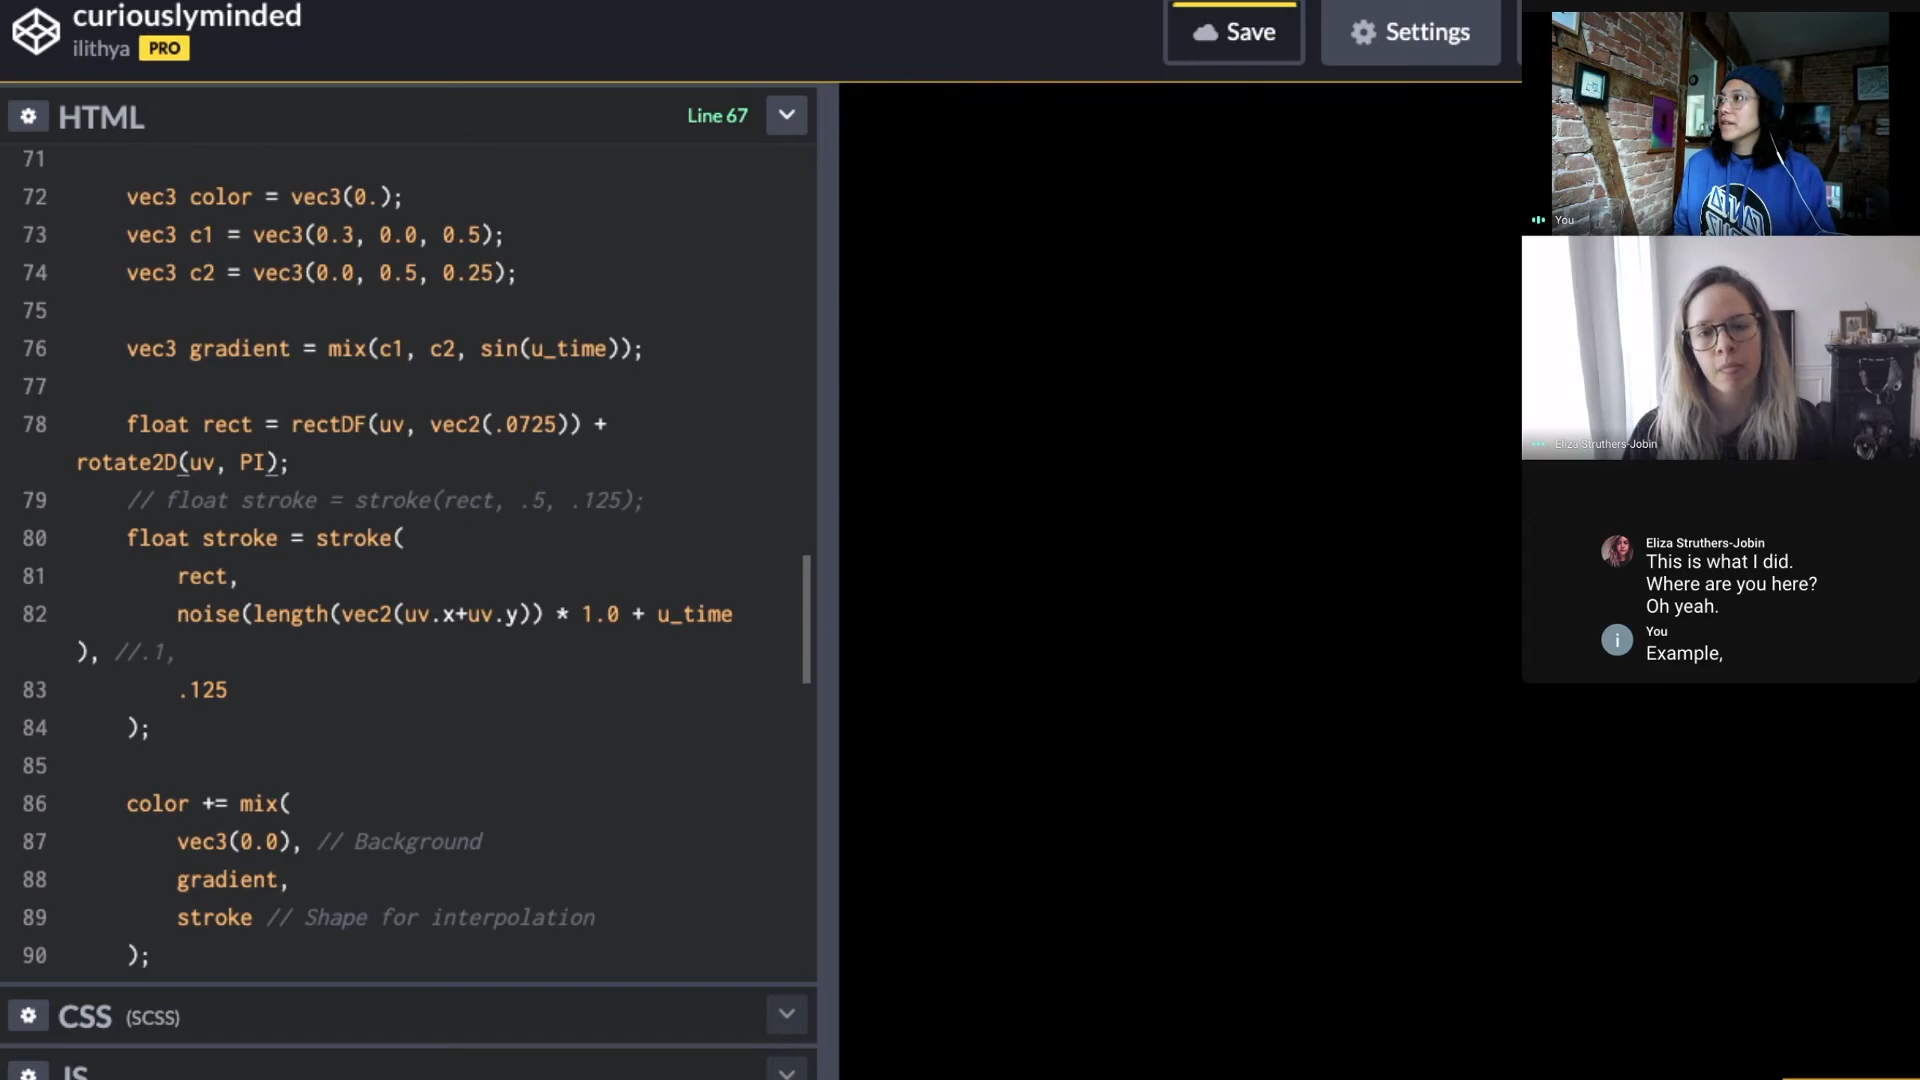 curiouslyminded
ilithya PRO
Save
Settings
HTML
Line 67
71
72 vec3 color = vec3(0.);
73 vec3 c1 = vec3(0.3, 0.0, 0.5);
74 vec3 c2 = vec3(0.0, 0.5, 0.25);
75
76 vec3 gradient = mix(c1, c2, sin(u_time));
77
78 float rect = rectDF(uv, vec2(.0725)) +
rotate2D(uv, PI);
79 // float stroke = stroke(rect, .5, .125);
80 float stroke = stroke(
81 rect,
82 noise(length(vec2(uv.x+uv.y)) * 1.0 + u_time
), //.1,
83 .125
84 );
85
86 color += mix(
87 vec3(0.0), // Background
88 gradient,
89 stroke // Shape for interpolation
90 );
CSS (SCSS)
JS
You
Eliza Struthers-Jobin
Eliza Struthers-Jobin
This is what I did.
Where are you here?
Oh yeah.
i
You
Example,